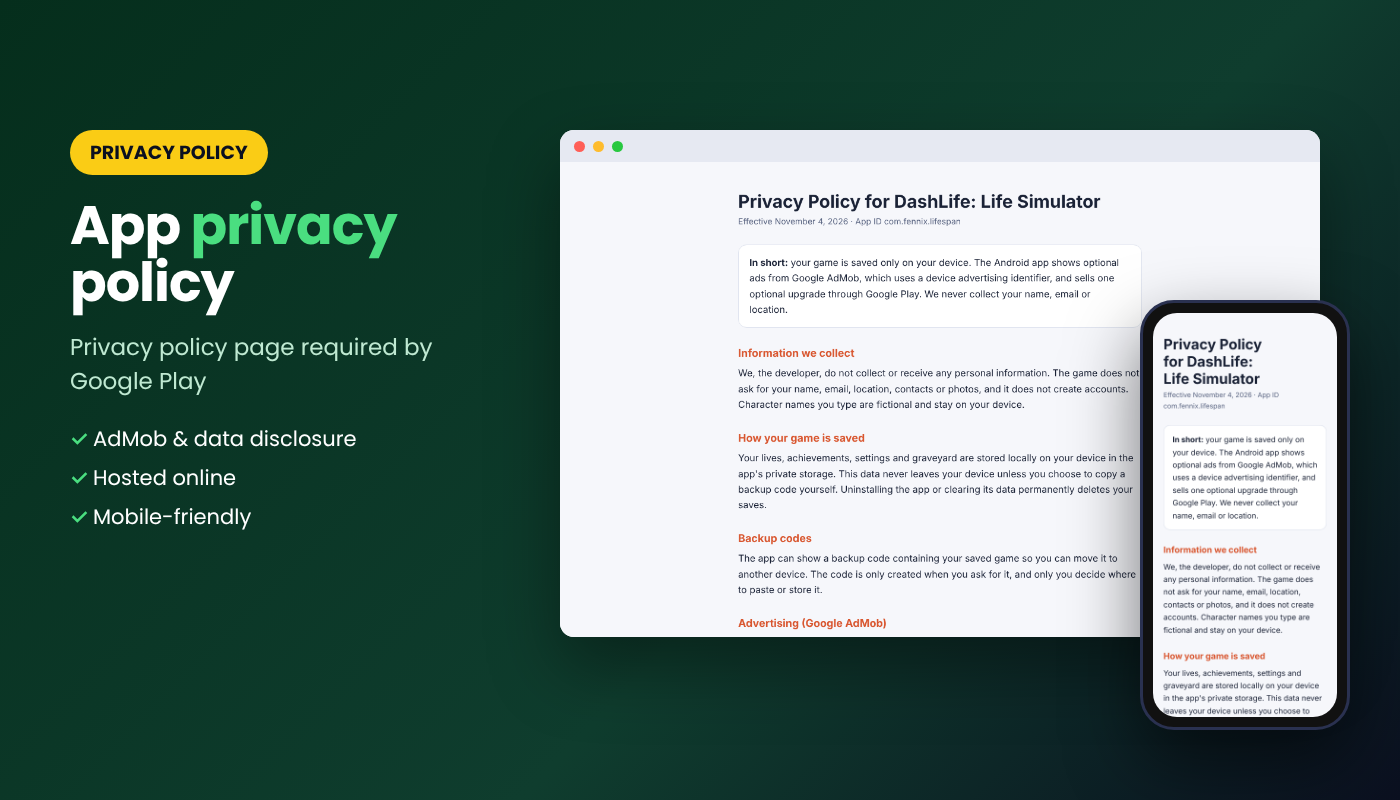 PRIVACY POLICY
App privacy
policy
Privacy policy page required by
Google Play
AdMob & data disclosure
Hosted online
Mobile-friendly
Privacy Policy for DashLife: Life Simulator
Effective November 4, 2026 · App ID com.fennix.lifespan
In short: your game is saved only on your device. The Android app shows optional
ads from Google AdMob, which uses a device advertising identifier, and sells one
optional upgrade through Google Play. We never collect your name, email or
location.
Information we collect
We, the developer, do not collect or receive any personal information. The game does not
ask for your name, email, location, contacts or photos, and it does not create accounts.
Character names you type are fictional and stay on your device.
How your game is saved
Your lives, achievements, settings and graveyard are stored locally on your device in the
app's private storage. This data never leaves your device unless you choose to copy a
backup code yourself. Uninstalling the app or clearing its data permanently deletes your
saves.
Backup codes
The app can show a backup code containing your saved game so you can move it to
another device. The code is only created when you ask for it, and only you decide where
to paste or store it.
Advertising (Google AdMob)
Privacy Policy
for DashLife:
Life Simulator
Effective November 4, 2026 · App ID
com.fennix.lifespan
In short: your game is saved only on
your device. The Android app shows
optional ads from Google AdMob, which
uses a device advertising identifier, and
sells one optional upgrade through
Google Play. We never collect your
name, email or location.
Information we collect
We, the developer, do not collect or receive
any personal information. The game does
not ask for your name, email, location,
contacts or photos, and it does not create
accounts. Character names you type are
fictional and stay on your device.
How your game is saved
Your lives, achievements, settings and
graveyard are stored locally on your device
in the app's private storage. This data never
leaves your device unless you choose to